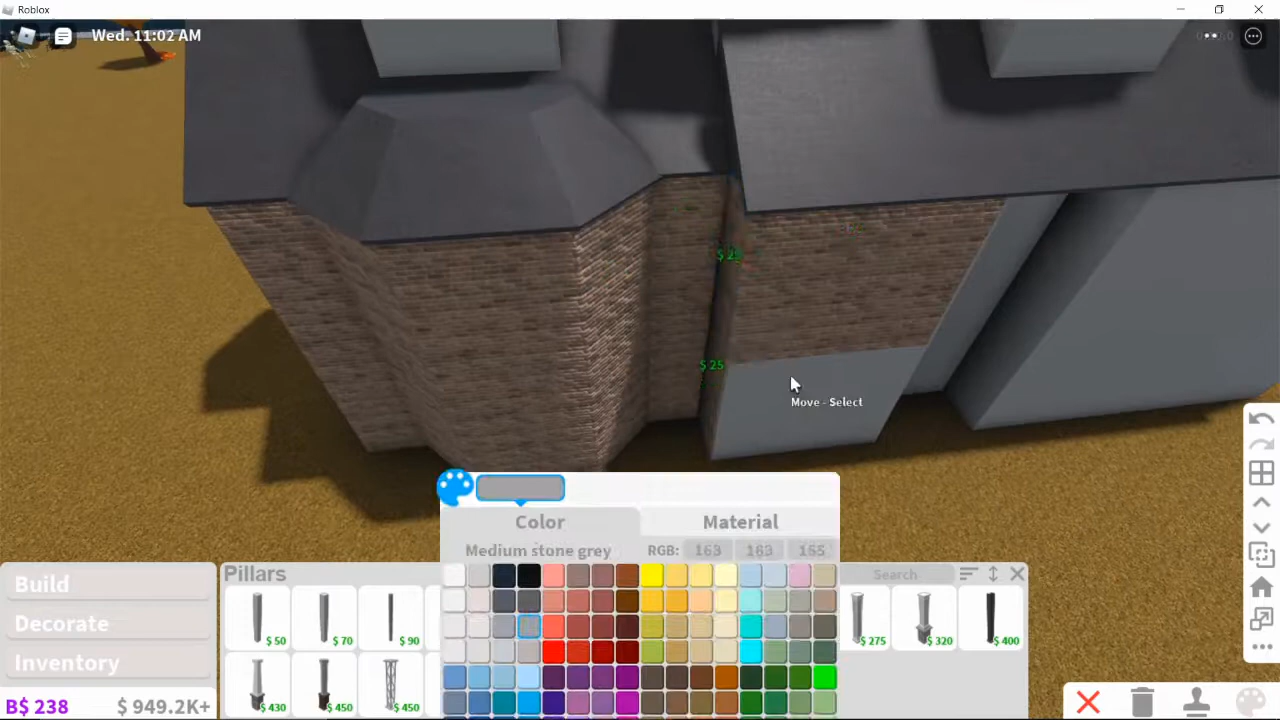 Roblox
Wed. 11:02 AM
$ 25
$ 25
Move - Select
Color
Material
Medium stone grey
RGB: 163 163 165
Build
Decorate
Inventory
B$ 238
$ 949.2K+
Pillars
Search
$ 50
$ 70
$ 90
$ 275
$ 320
$ 400
$ 430
$ 450
$ 450